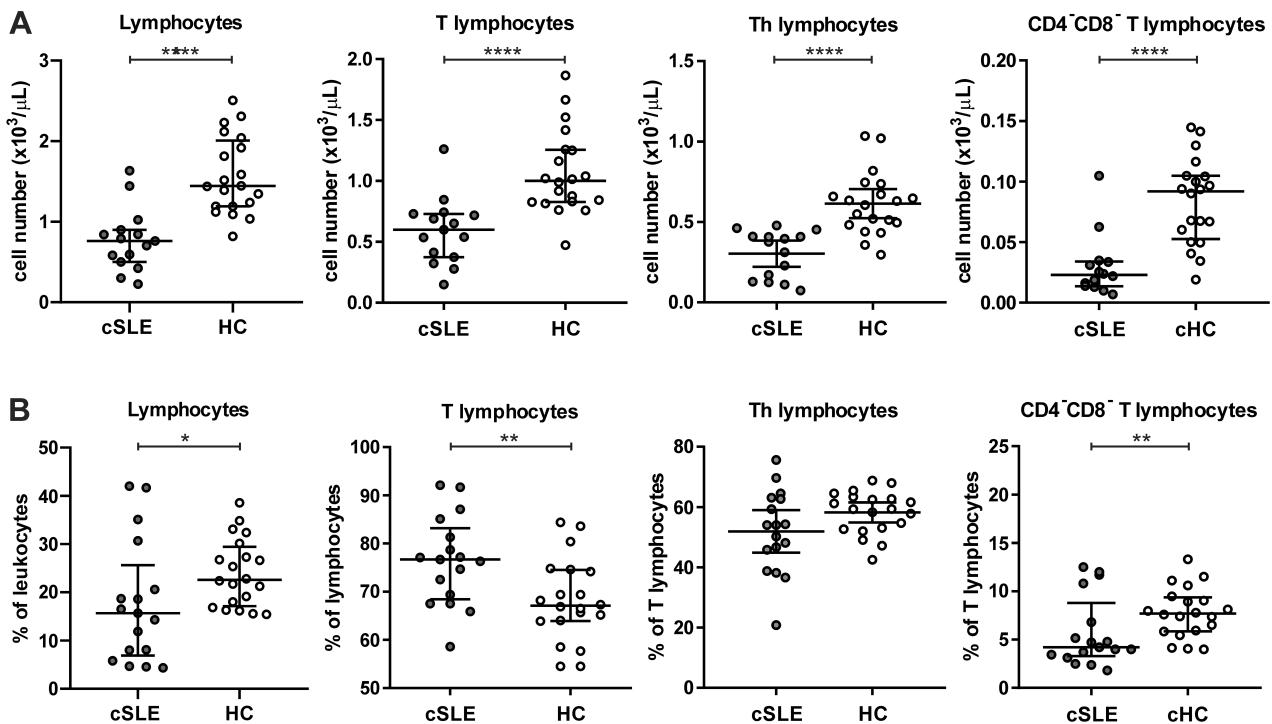 A
Lymphocytes
T lymphocytes
Th lymphocytes
CD4-CD8- T lymphocytes
cell number (x10³/μL)
3
2
1
0
*****
cSLE
HC
cell number (x10³/μL)
2.0
1.5
1.0
0.5
0.0
****
cSLE
HC
cell number (x10³/μL)
1.5
1.0
0.5
0.0
****
cSLE
HC
cell number (x10³/μL)
0.20
0.15
0.10
0.05
0.00
****
cSLE
cHC
B
Lymphocytes
T lymphocytes
Th lymphocytes
CD4-CD8- T lymphocytes
% of leukocytes
50
40
30
20
10
0
*
cSLE
HC
% of lymphocytes
100
90
80
70
60
50
**
cSLE
HC
% of T lymphocytes
80
60
40
20
0
cSLE
HC
% of T lymphocytes
25
20
15
10
5
0
**
cSLE
cHC